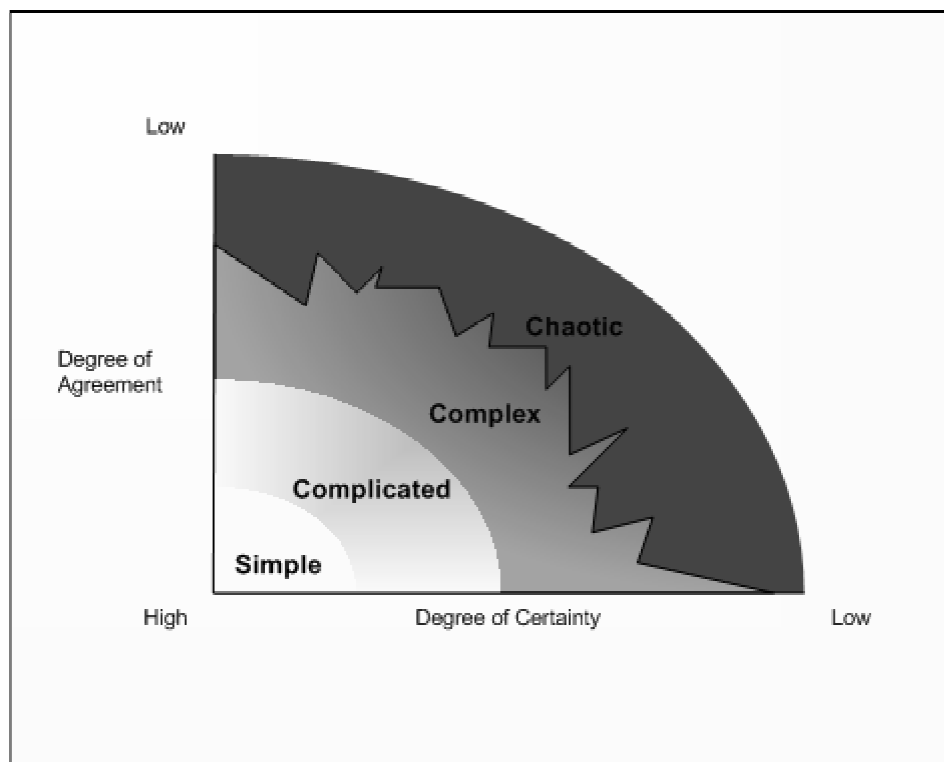 Low
Chaotic
Degree of
Agreement
Complex
Complicated
Simple
High
Degree of Certainty
Low